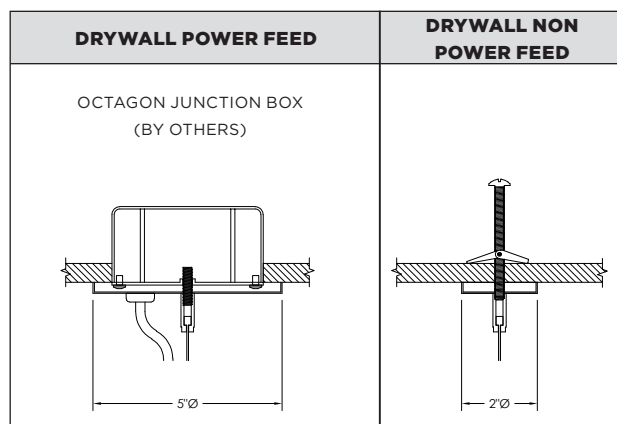 DRYWALL POWER FEED
DRYWALL NON
POWER FEED
OCTAGON JUNCTION BOX
(BY OTHERS)
5"Ø
2"Ø